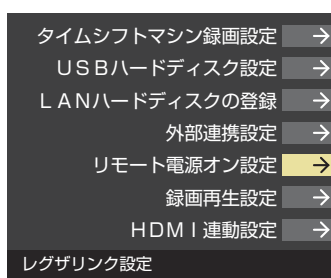 タイムシフトマシン録画設定 →
USBハードディスク設定 →
LANハードディスクの登録 →
外部連携設定 →
リモート電源オン設定 →
録画再生設定 →
HDMI連動設定 →
レグザリンク設定